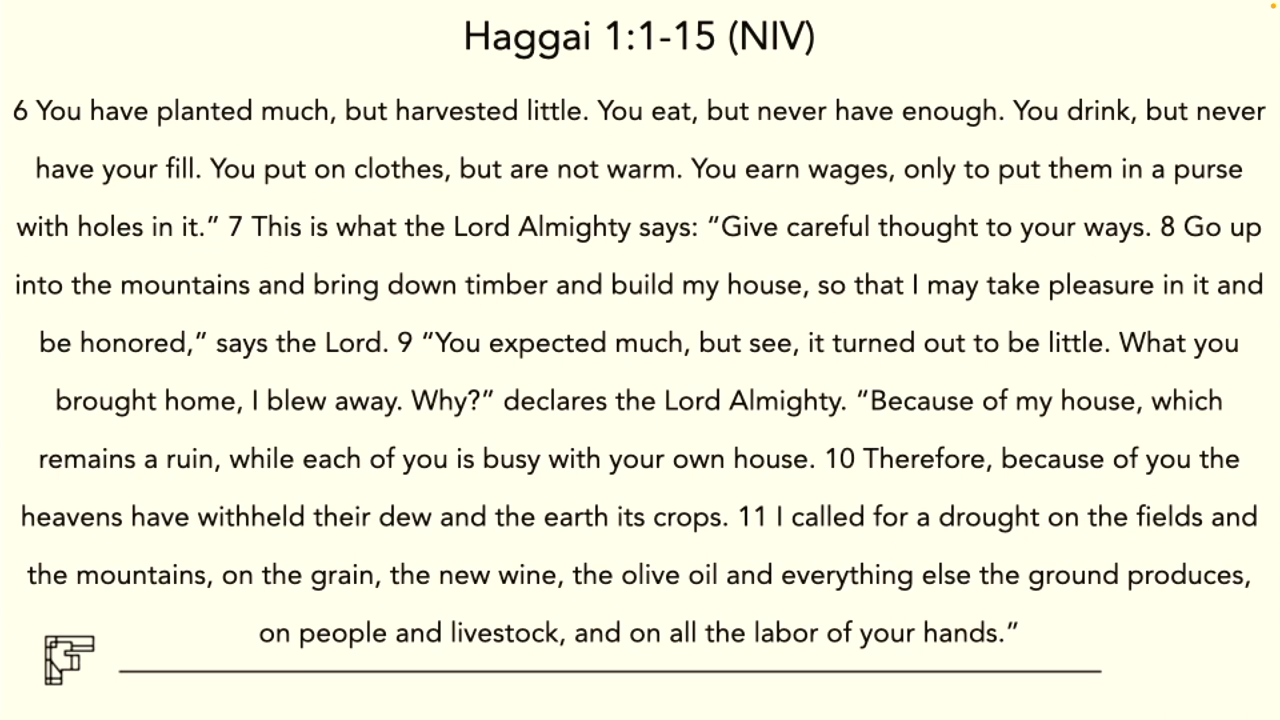 Haggai 1:1-15 (NIV)
6 You have planted much, but harvested little. You eat, but never have enough. You drink, but never
have your fill. You put on clothes, but are not warm. You earn wages, only to put them in a purse
with holes in it.” 7 This is what the Lord Almighty says: “Give careful thought to your ways. 8 Go up
into the mountains and bring down timber and build my house, so that I may take pleasure in it and
be honored,” says the Lord. 9 “You expected much, but see, it turned out to be little. What you
brought home, I blew away. Why?” declares the Lord Almighty. “Because of my house, which
remains a ruin, while each of you is busy with your own house. 10 Therefore, because of you the
heavens have withheld their dew and the earth its crops. 11 I called for a drought on the fields and
the mountains, on the grain, the new wine, the olive oil and everything else the ground produces,
on people and livestock, and on all the labor of your hands.”